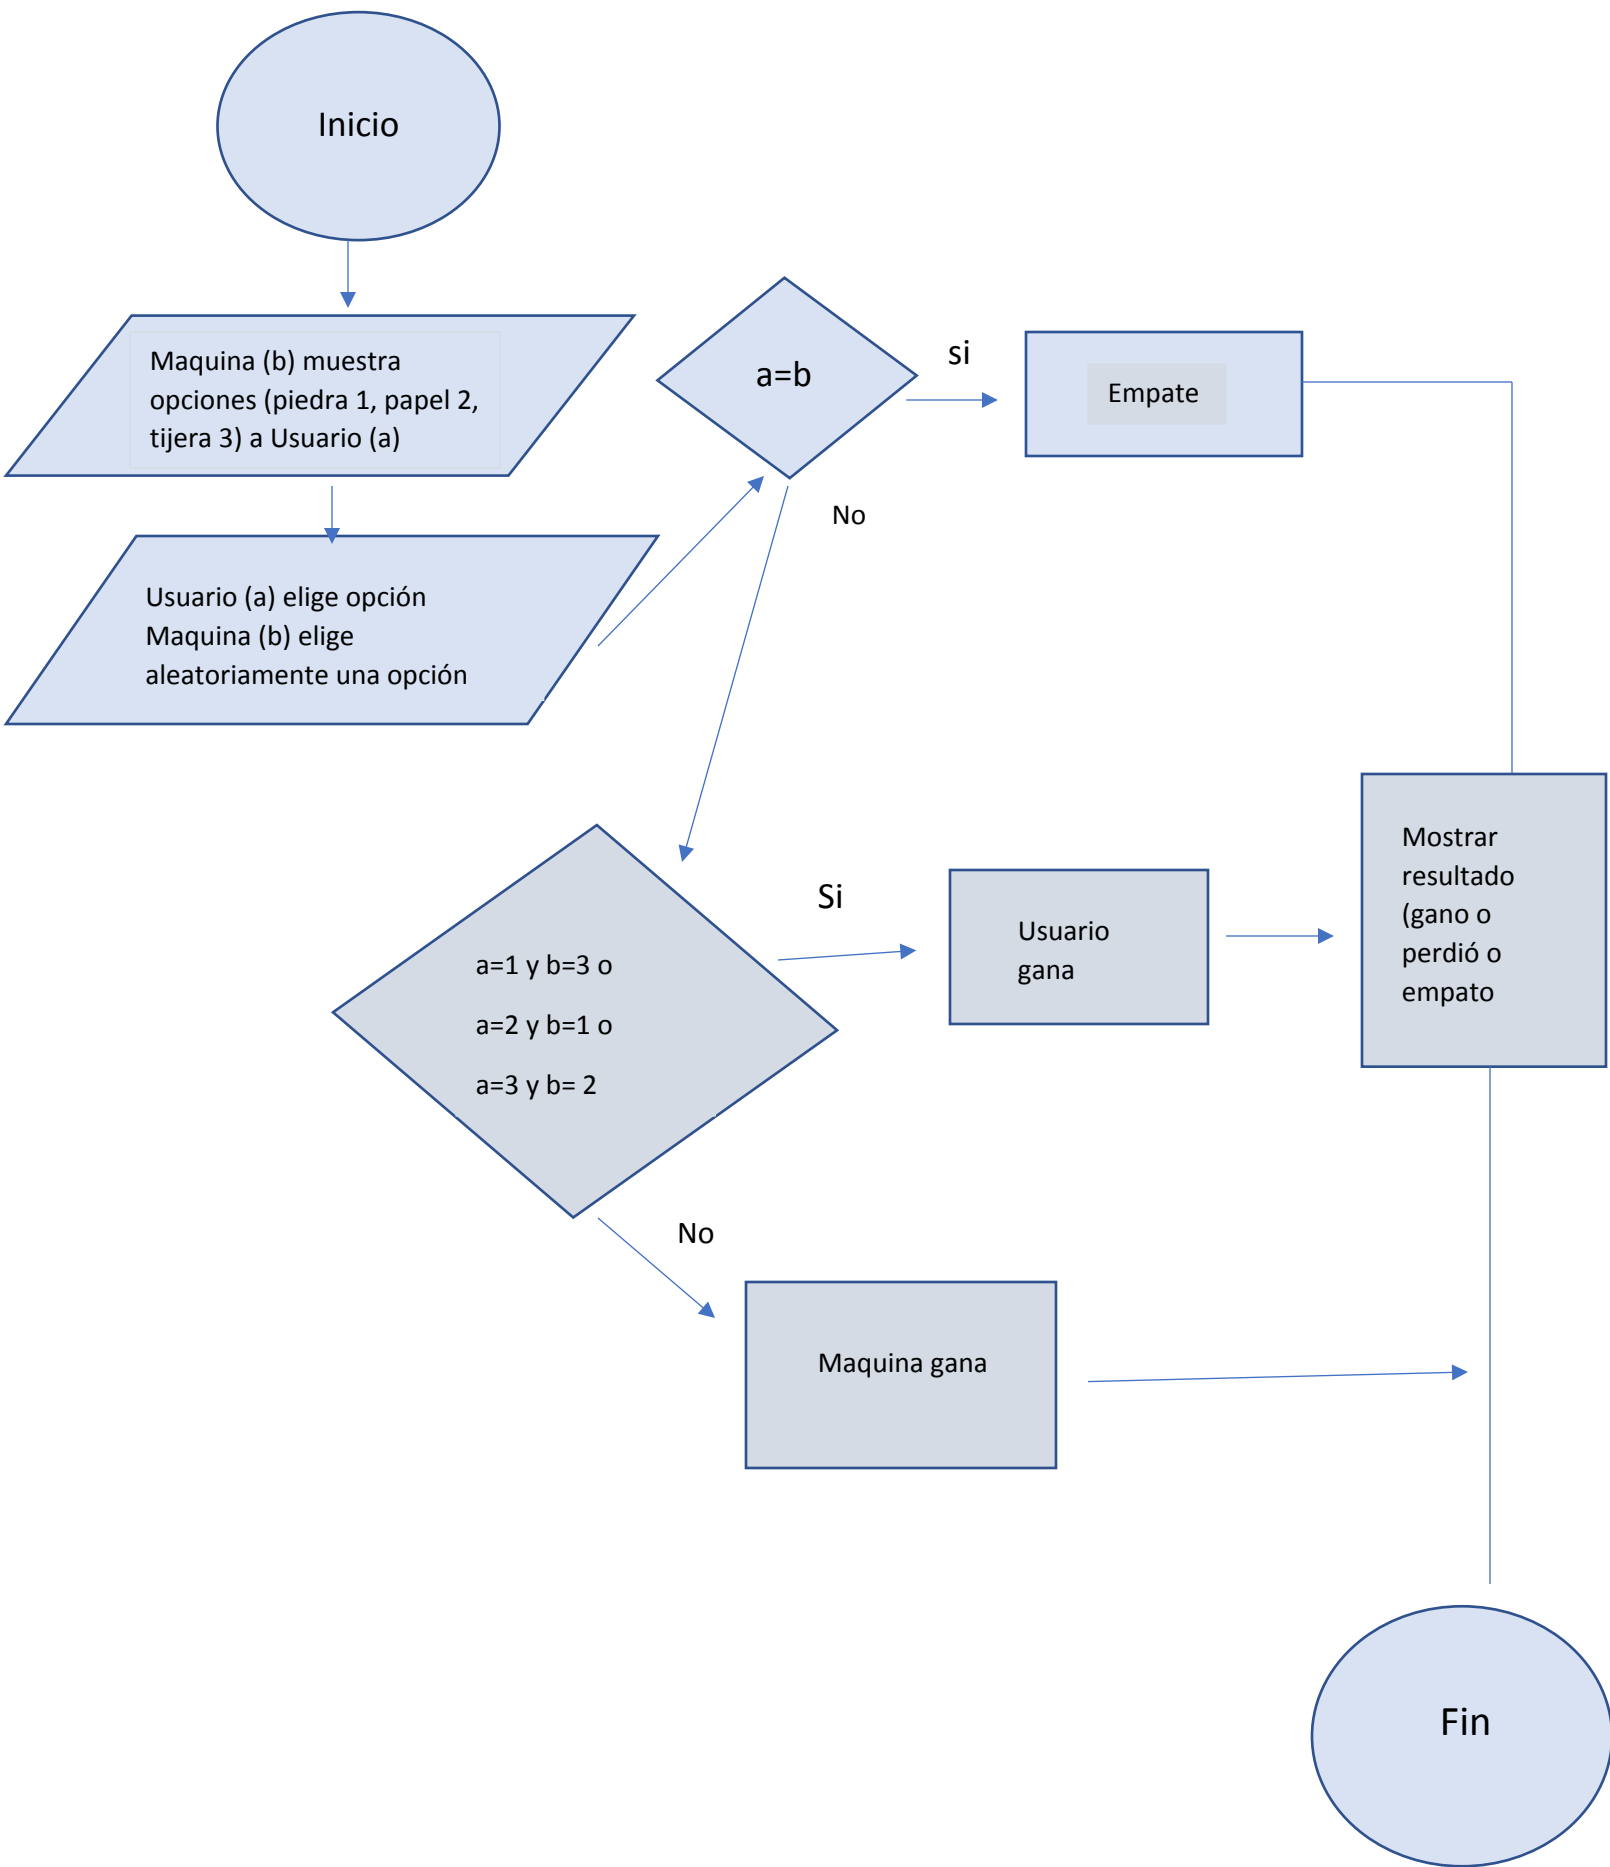 Inicio
Maquina (b) muestra
opciones (piedra 1, papel 2,
tijera 3) a Usuario (a)
Usuario (a) elige opción
Maquina (b) elige
aleatoriamente una opción
a=b
si
Empate
No
a=1 y b=3 o
a=2 y b=1 o
a=3 y b= 2
Si
Usuario
gana
Mostrar
resultado
(gano o
perdió o
empato
No
Maquina gana
Fin